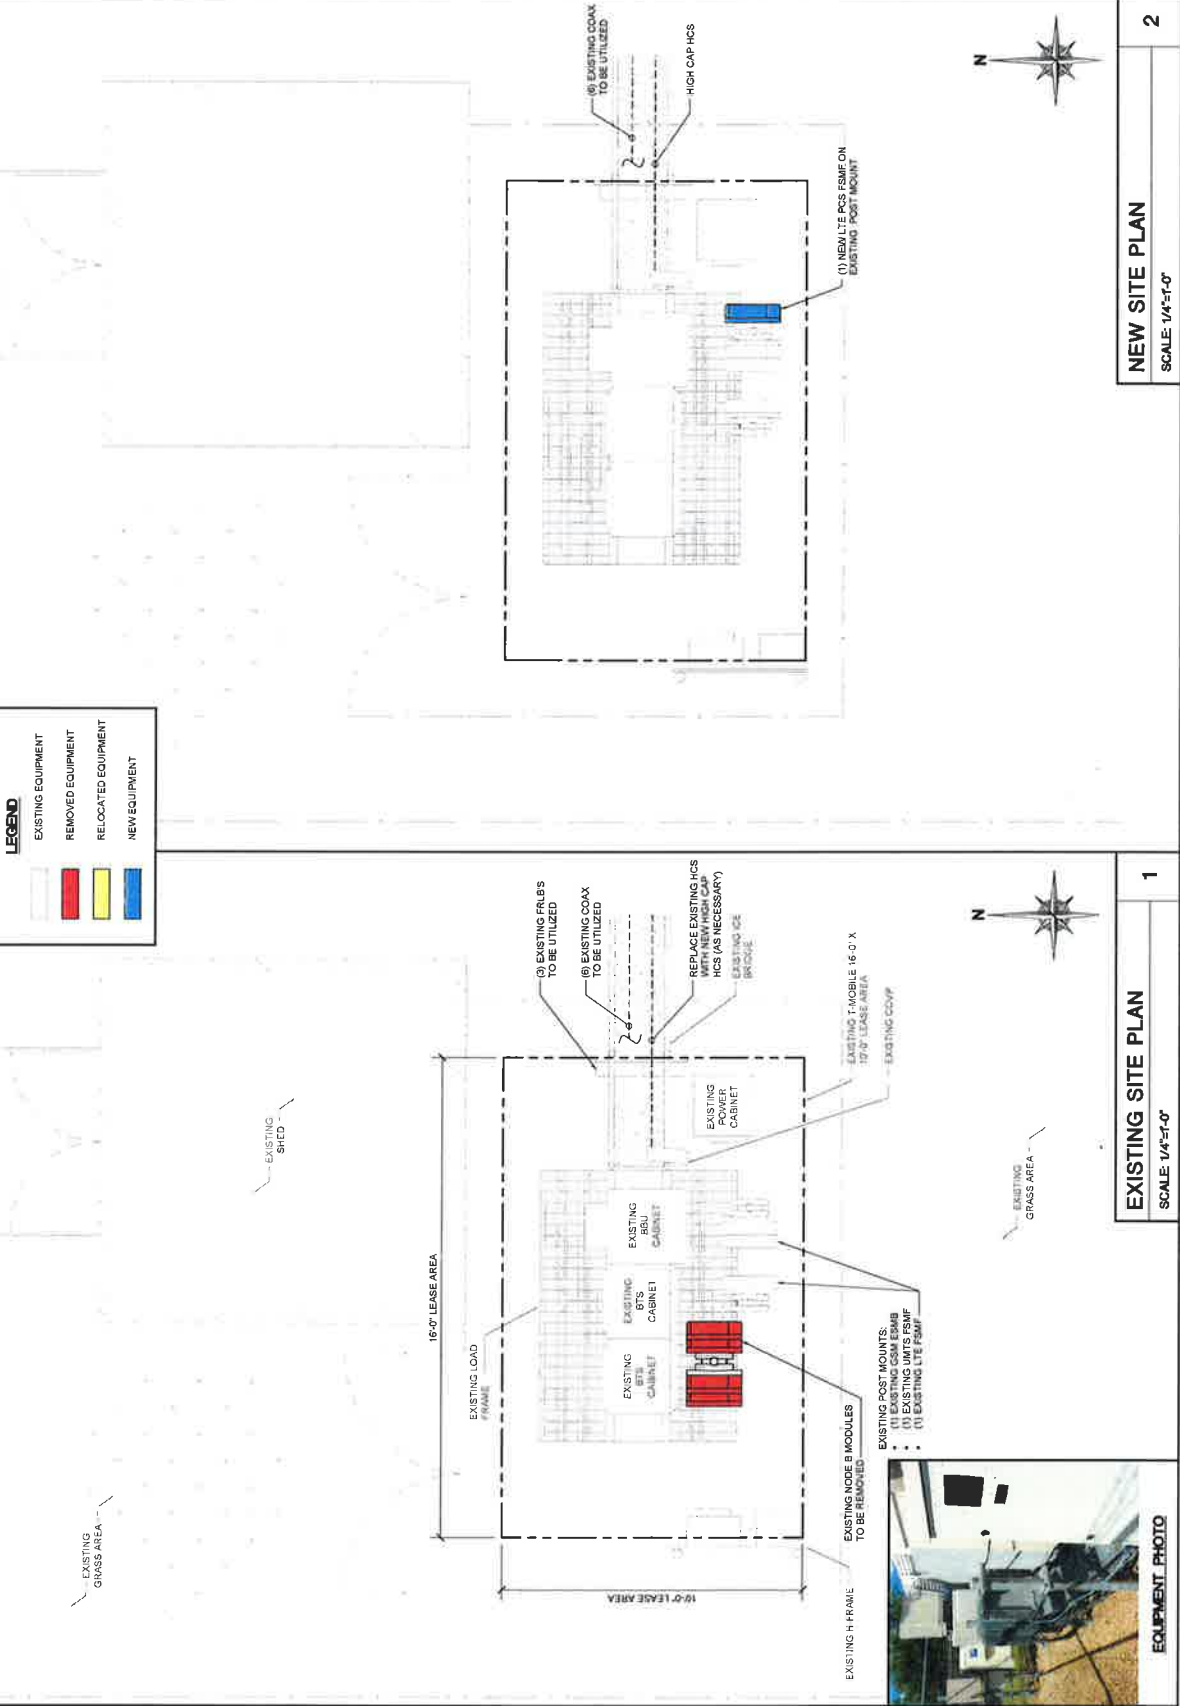 LEGEND
EXISTING EQUIPMENT
REMOVED EQUIPMENT
RELOCATED EQUIPMENT
NEW EQUIPMENT
EXISTING
GRASS AREA
EXISTING
SHED
16'-0" LEASE AREA
10'-0" LEASE AREA
EXISTING LOAD
FRAME
(3) EXISTING FRLB'S
TO BE UTILIZED
(6) EXISTING COAX
TO BE UTILIZED
REPLACE EXISTING HCS
WITH NEW HIGH CAP
HCS (AS NECESSARY)
EXISTING ICE
BRIDGE
EXISTING
BTS
CABINET
EXISTING
BTS
CABINET
EXISTING
BBU
CABINET
EXISTING
POWER
CABINET
EXISTING T-MOBILE 16'-0" X
10'-0" LEASE AREA
EXISTING COVP
EXISTING H-FRAME
EXISTING NODE B MODULES
TO BE REMOVED
EXISTING POST MOUNTS:
• (1) EXISTING GSM ESMB
• (1) EXISTING UMTS FSMF
• (1) EXISTING LTE FSMF
EXISTING
GRASS AREA
EQUIPMENT PHOTO
N
EXISTING SITE PLAN
SCALE: 1/4"=1'-0"
1
(6) EXISTING COAX
TO BE UTILIZED
HIGH CAP HCS
(1) NEW LTE PCS FSMF ON
EXISTING POST MOUNT
N
NEW SITE PLAN
SCALE: 1/4"=1'-0"
2